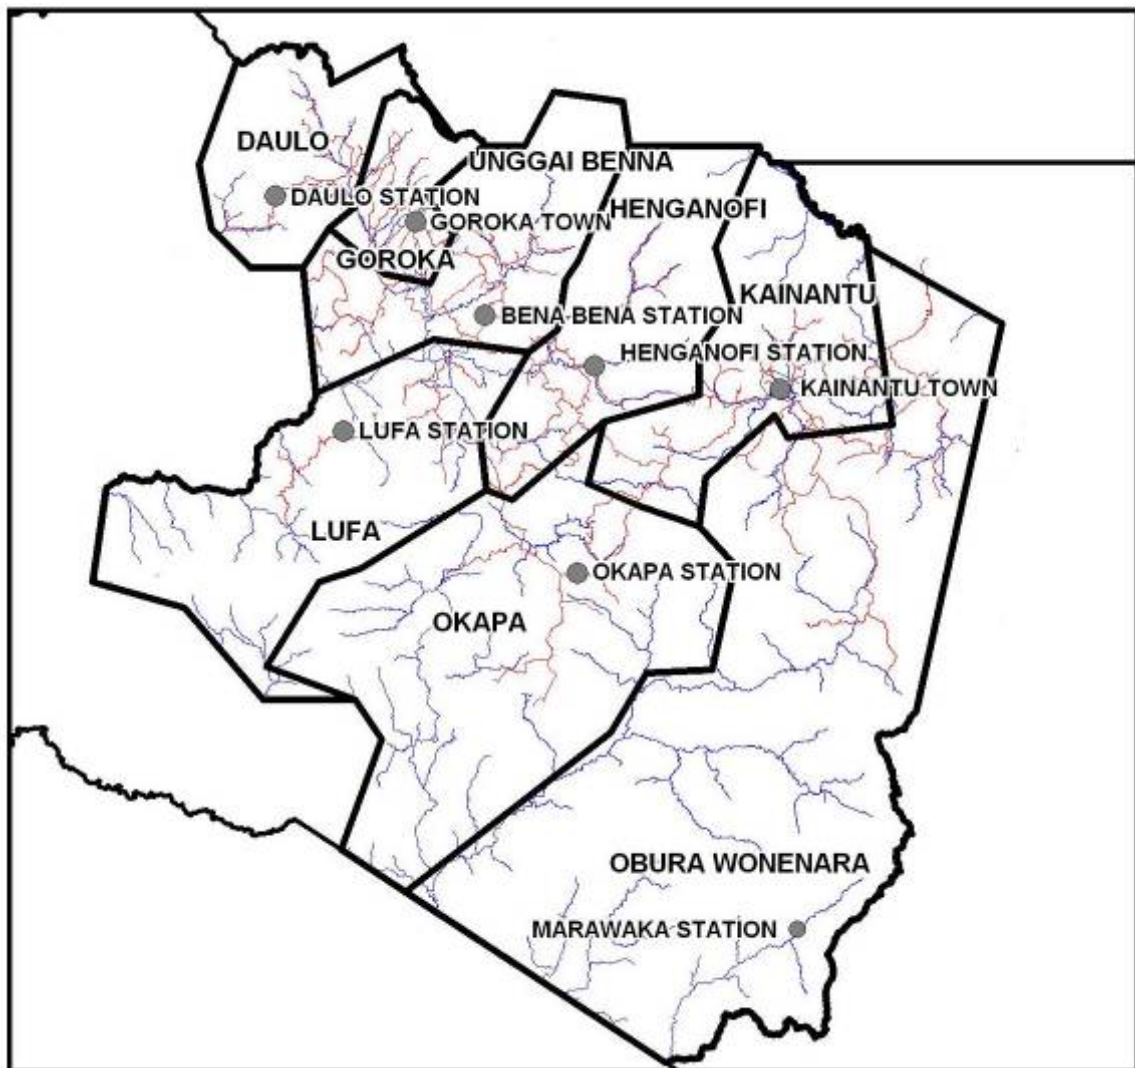 DAULO
UNGGAI BENNA
DAULO STATION
HENGANOFI
GOROKA TOWN
GOROKA
KAINANTU
BENA BENA STATION
HENGANOFI STATION
KAINANTU TOWN
LUFA STATION
LUFA
OKAPA STATION
OKAPA
OBURA WONENARA
MARAWAKA STATION